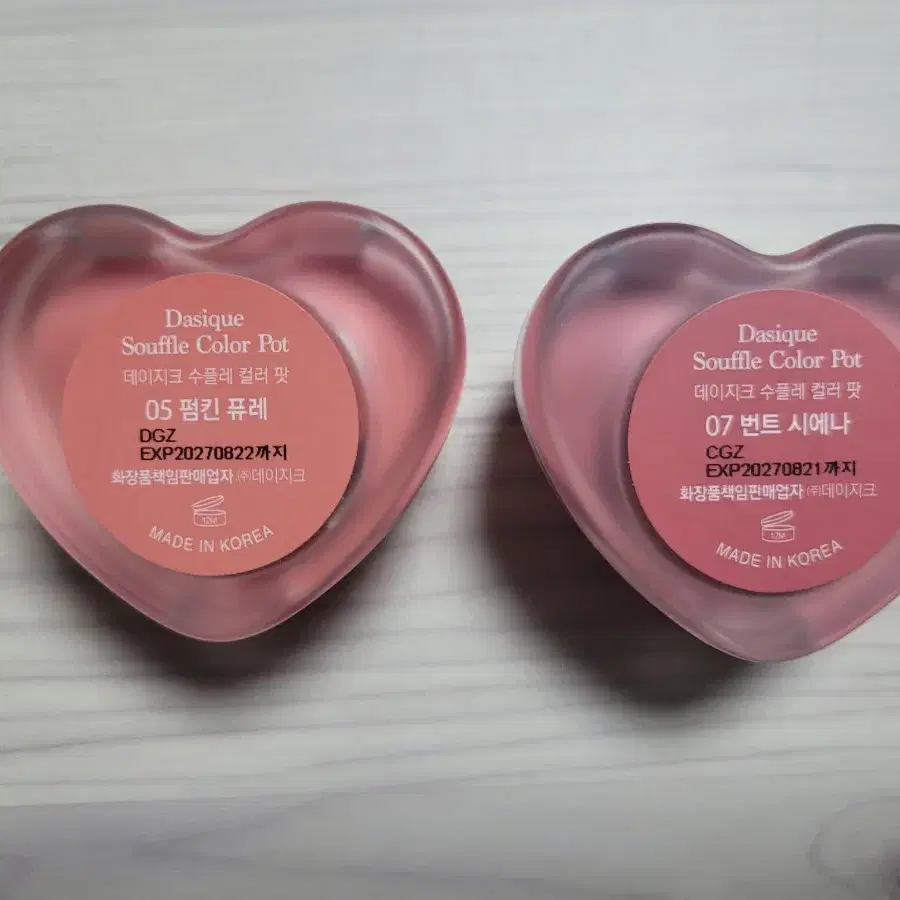 Dasique
Souffle Color Pot
데이지크 수플레 컬러 팟
05 펌킨 퓨레
DGZ
EXP20270822까지
화장품책임판매업자 ㈜데이지크
12M
MADE IN KOREA
Dasique
Souffle Color Pot
데이지크 수플레 컬러 팟
07 번트 시에나
CGZ
EXP20270821까지
화장품책임판매업자 ㈜데이지크
12M
MADE IN KOREA